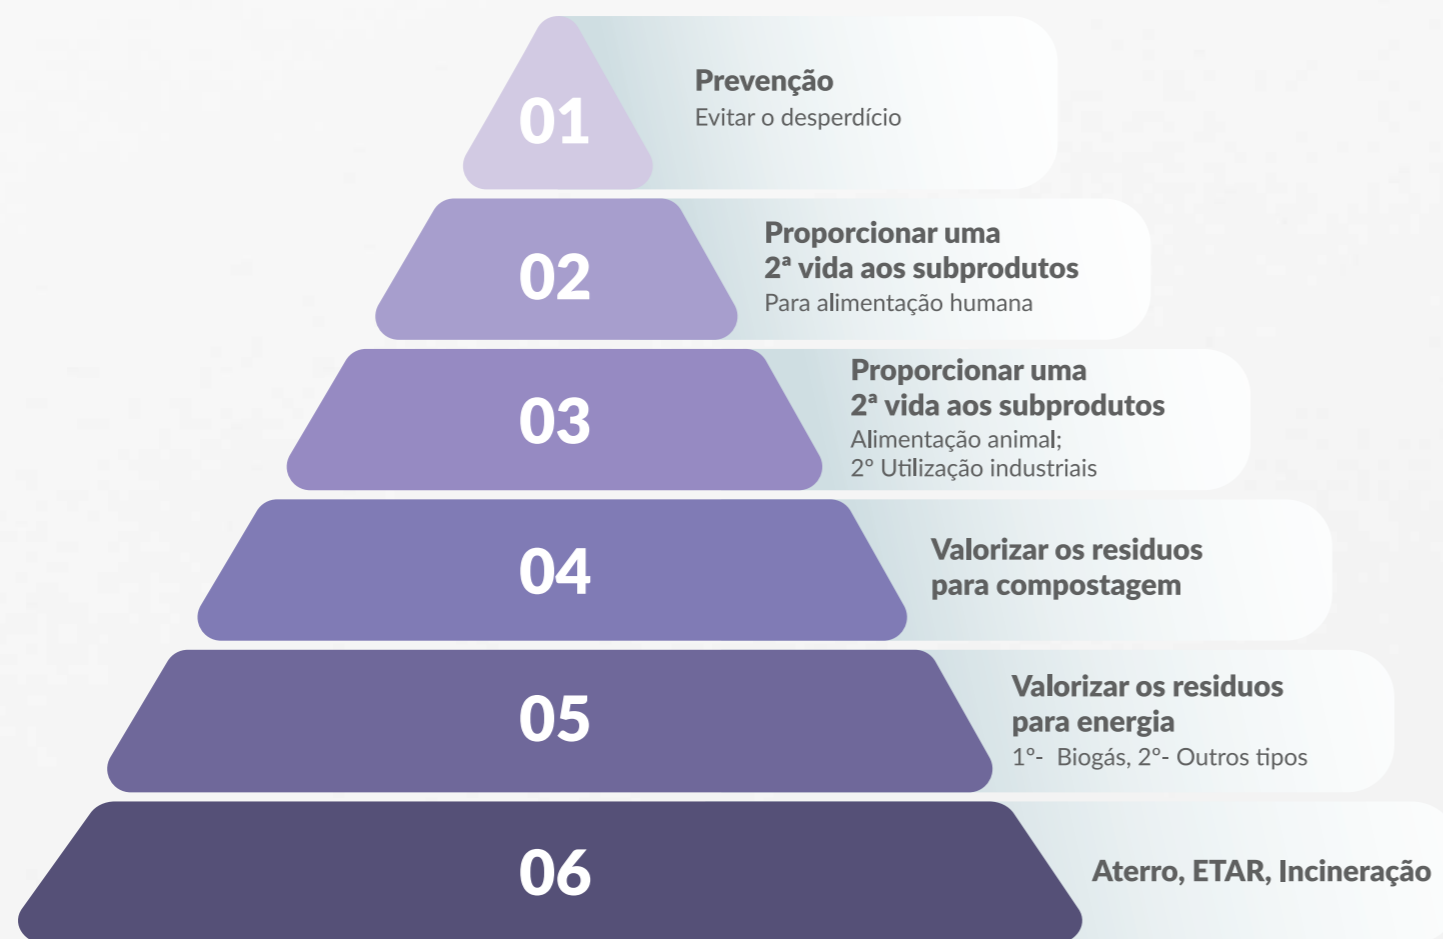 01
Prevenção
Evitar o desperdício
02
Proporcionar uma
2ª vida aos subprodutos
Para alimentação humana
03
Proporcionar uma
2ª vida aos subprodutos
Alimentação animal;
2º Utilização industriais
04
Valorizar os residuos
para compostagem
05
Valorizar os residuos
para energia
1º- Biogás, 2º- Outros tipos
06
Aterro, ETAR, Incineração